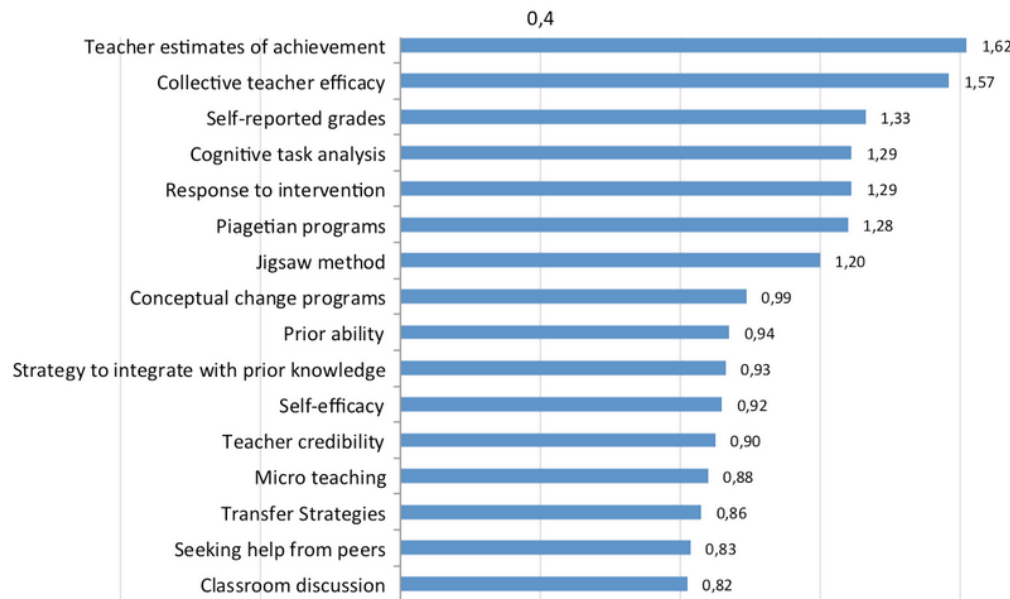 0,4
Teacher estimates of achievement 1,62
Collective teacher efficacy 1,57
Self-reported grades 1,33
Cognitive task analysis 1,29
Response to intervention 1,29
Piagetian programs 1,28
Jigsaw method 1,20
Conceptual change programs 0,99
Prior ability 0,94
Strategy to integrate with prior knowledge 0,93
Self-efficacy 0,92
Teacher credibility 0,90
Micro teaching 0,88
Transfer Strategies 0,86
Seeking help from peers 0,83
Classroom discussion 0,82